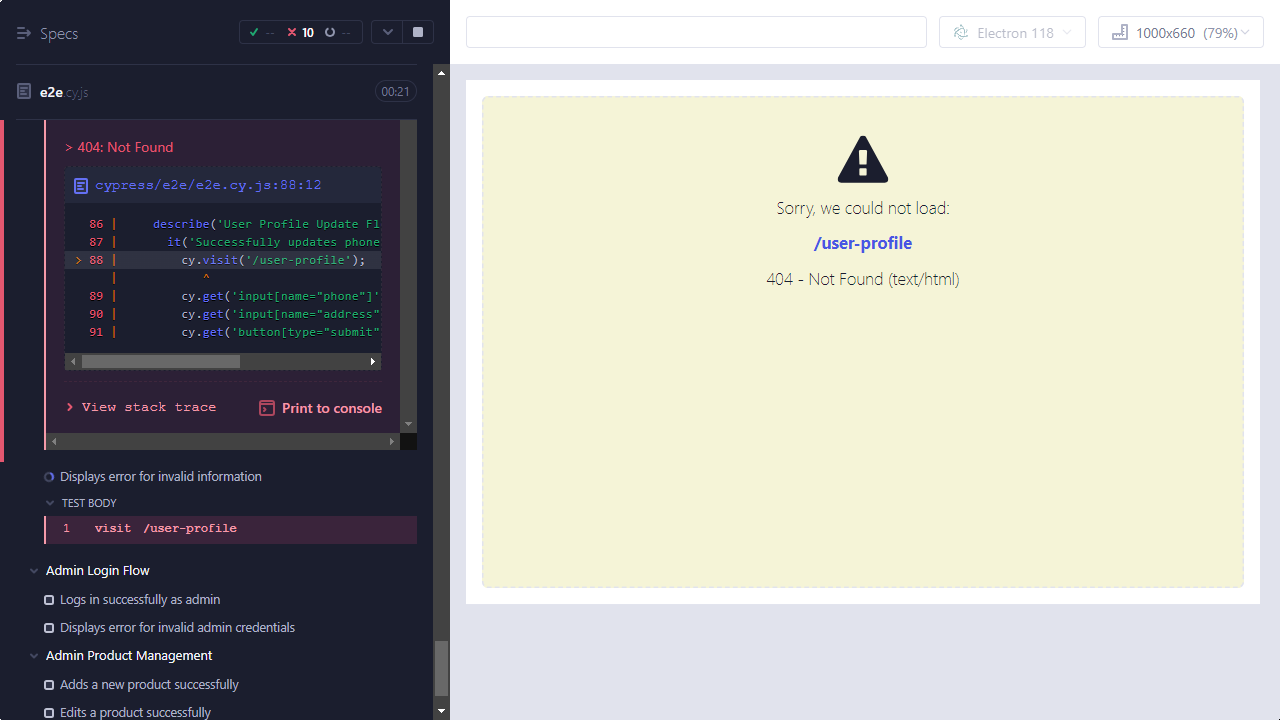 Specs
-- 10 --
Electron 118
1000x660 (79%)
e2e.cy.js
00:21
> 404: Not Found
cypress/e2e/e2e.cy.js:88:12
86 | describe('User Profile Update Fl
87 | it('Successfully updates phone
> 88 | cy.visit('/user-profile');
| ^
89 | cy.get('input[name="phone"]'
90 | cy.get('input[name="address"
91 | cy.get('button[type="submit"
> View stack trace
Print to console
Displays error for invalid information
TEST BODY
1 visit /user-profile
Admin Login Flow
Logs in successfully as admin
Displays error for invalid admin credentials
Admin Product Management
Adds a new product successfully
Edits a product successfully
Sorry, we could not load:
/user-profile
404 - Not Found (text/html)